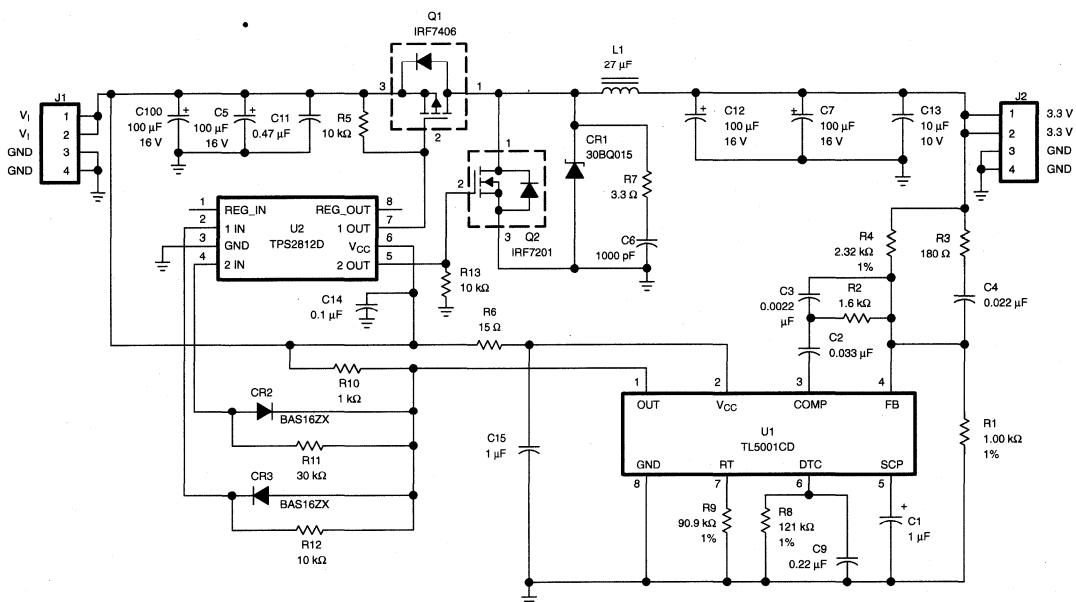 Q1
IRF7406
L1
27 µF
3
1
2
J1
V_I
1
V_I
2
GND
3
GND
4
C100
100 µF
16 V
+
C5
100 µF
16 V
+
C11
0.47 µF
R5
10 kΩ
1
2
3
Q2
IRF7201
CR1
30BQ015
R7
3.3 Ω
C6
1000 pF
+
C12
100 µF
16 V
+
C7
100 µF
16 V
C13
10 µF
10 V
J2
1
3.3 V
2
3.3 V
3
GND
4
GND
1
REG_IN
REG_OUT
8
2
1 IN
1 OUT
7
3
GND
V_CC
6
4
2 IN
2 OUT
5
U2
TPS2812D
R13
10 kΩ
C14
0.1 µF
R6
15 Ω
R4
2.32 kΩ
1%
R3
180 Ω
C3
0.0022
µF
R2
1.6 kΩ
C4
0.022 µF
C2
0.033 µF
R10
1 kΩ
CR2
BAS16ZX
R11
30 kΩ
CR3
BAS16ZX
R12
10 kΩ
C15
1 µF
1
2
3
4
OUT
V_CC
COMP
FB
U1
TL5001CD
GND
RT
DTC
SCP
8
7
6
5
R1
1.00 kΩ
1%
R9
90.9 kΩ
1%
R8
121 kΩ
1%
C9
0.22 µF
+
C1
1 µF